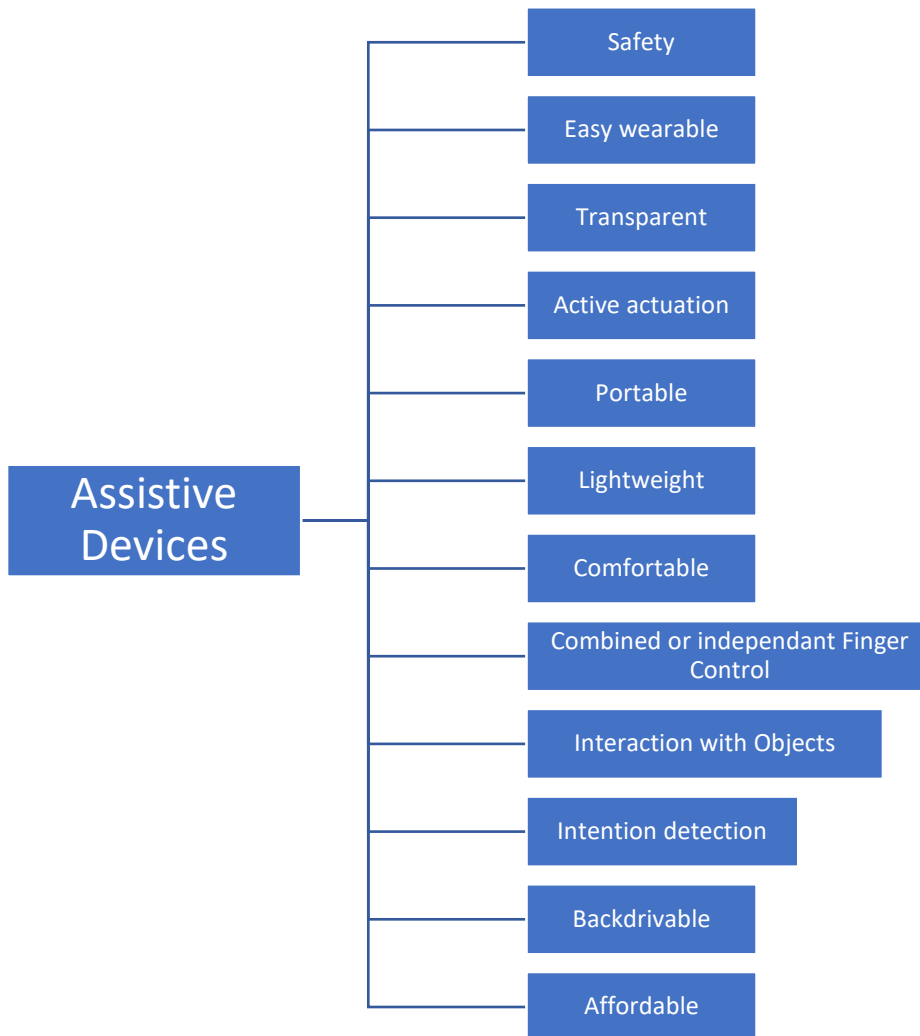 Safety
Easy wearable
Transparent
Active actuation
Portable
Lightweight
Assistive
Devices
Comfortable
Combined or independant Finger
Control
Interaction with Objects
Intention detection
Backdrivable
Affordable